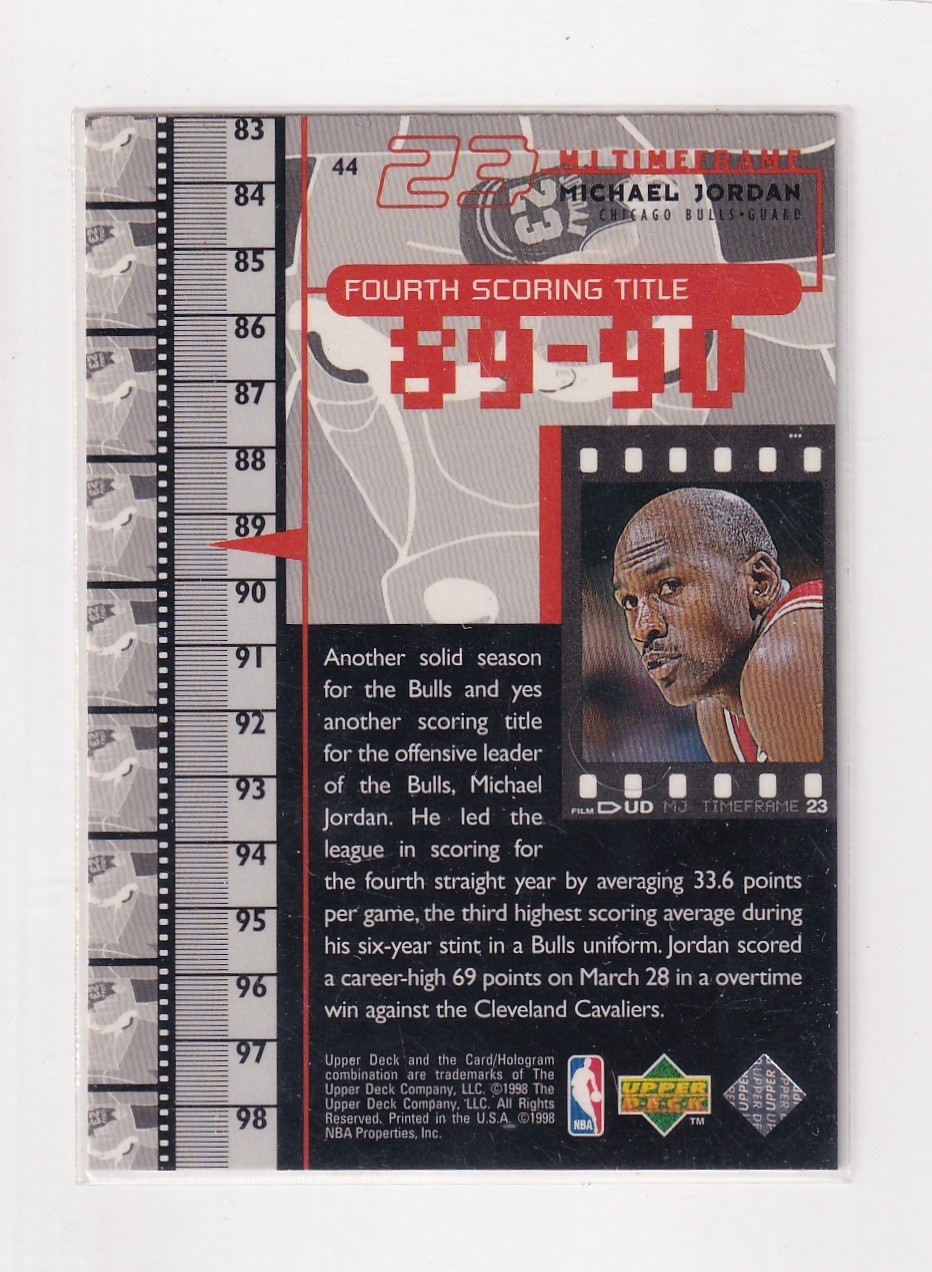 83
84
85
86
87
88
89
90
91
92
93
94
95
96
97
98
44
23
MJ TIMEFRAME
MICHAEL JORDAN
CHICAGO BULLS•GUARD
23
FOURTH SCORING TITLE
89-90
Another solid season
for the Bulls and yes
another scoring title
for the offensive leader
of the Bulls, Michael
Jordan. He led the
league in scoring for
the fourth straight year by averaging 33.6 points
per game, the third highest scoring average during
his six-year stint in a Bulls uniform. Jordan scored
a career-high 69 points on March 28 in a overtime
win against the Cleveland Cavaliers.
FILM UD MJ TIMEFRAME 23
Upper Deck and the Card/Hologram
combination are trademarks of The
Upper Deck Company, LLC. ©1998 The
Upper Deck Company, LLC. All Rights
Reserved. Printed in the U.S.A. ©1998
NBA Properties, Inc.
NBA
UPPER
DECK
TM
UPPER
UPPER